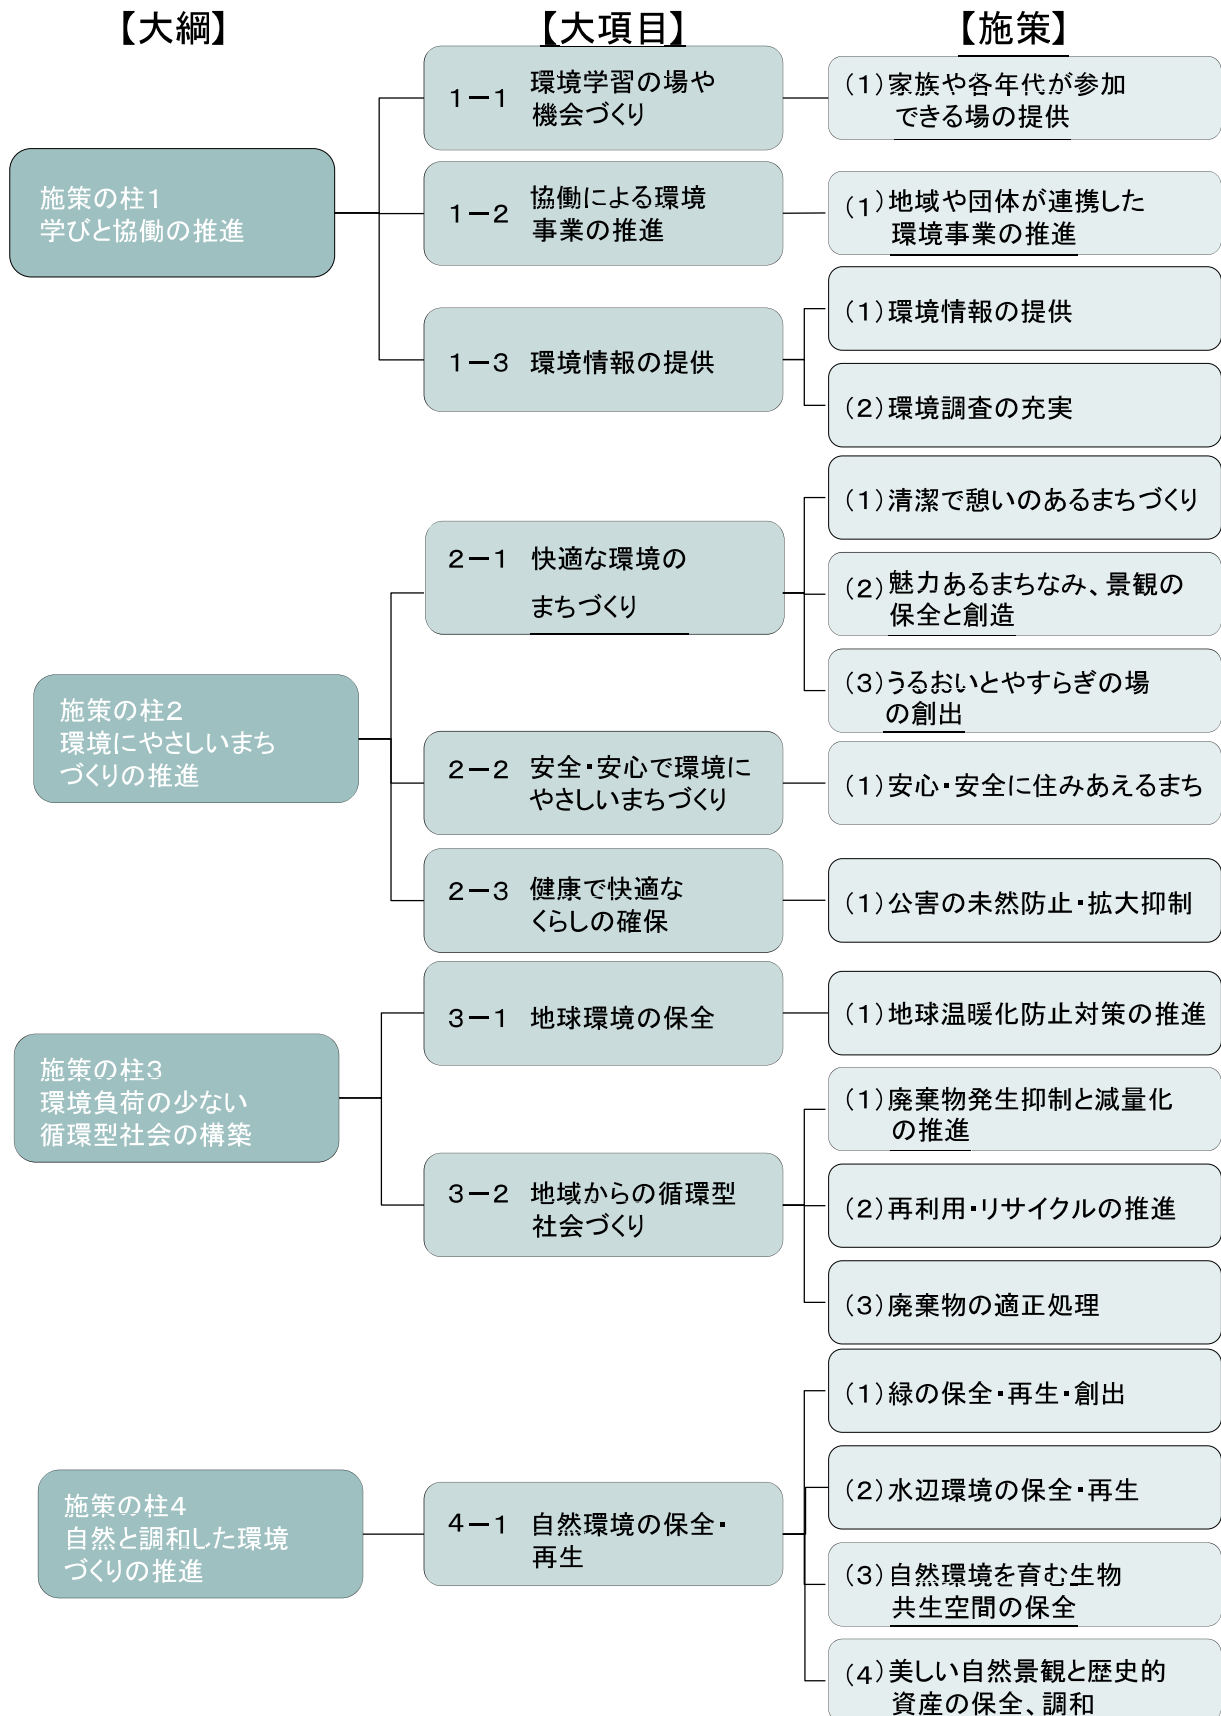 【大綱】
【大項目】
【施策】
施策の柱1
学びと協働の推進
1－1 環境学習の場や
機会づくり
(1)家族や各年代が参加
できる場の提供
1－2 協働による環境
事業の推進
(1)地域や団体が連携した
環境事業の推進
1－3 環境情報の提供
(1)環境情報の提供
(2)環境調査の充実
施策の柱2
環境にやさしいまち
づくりの推進
2－1 快適な環境の
まちづくり
(1)清潔で憩いのあるまちづくり
(2)魅力あるまちなみ、景観の
保全と創造
(3)うるおいとやすらぎの場
の創出
2－2 安全・安心で環境に
やさしいまちづくり
(1)安心・安全に住みあえるまち
2－3 健康で快適な
くらしの確保
(1)公害の未然防止・拡大抑制
施策の柱3
環境負荷の少ない
循環型社会の構築
3－1 地球環境の保全
(1)地球温暖化防止対策の推進
3－2 地域からの循環型
社会づくり
(1)廃棄物発生抑制と減量化
の推進
(2)再利用・リサイクルの推進
(3)廃棄物の適正処理
施策の柱4
自然と調和した環境
づくりの推進
4－1 自然環境の保全・
再生
(1)緑の保全・再生・創出
(2)水辺環境の保全・再生
(3)自然環境を育む生物
共生空間の保全
(4)美しい自然景観と歴史的
資産の保全、調和